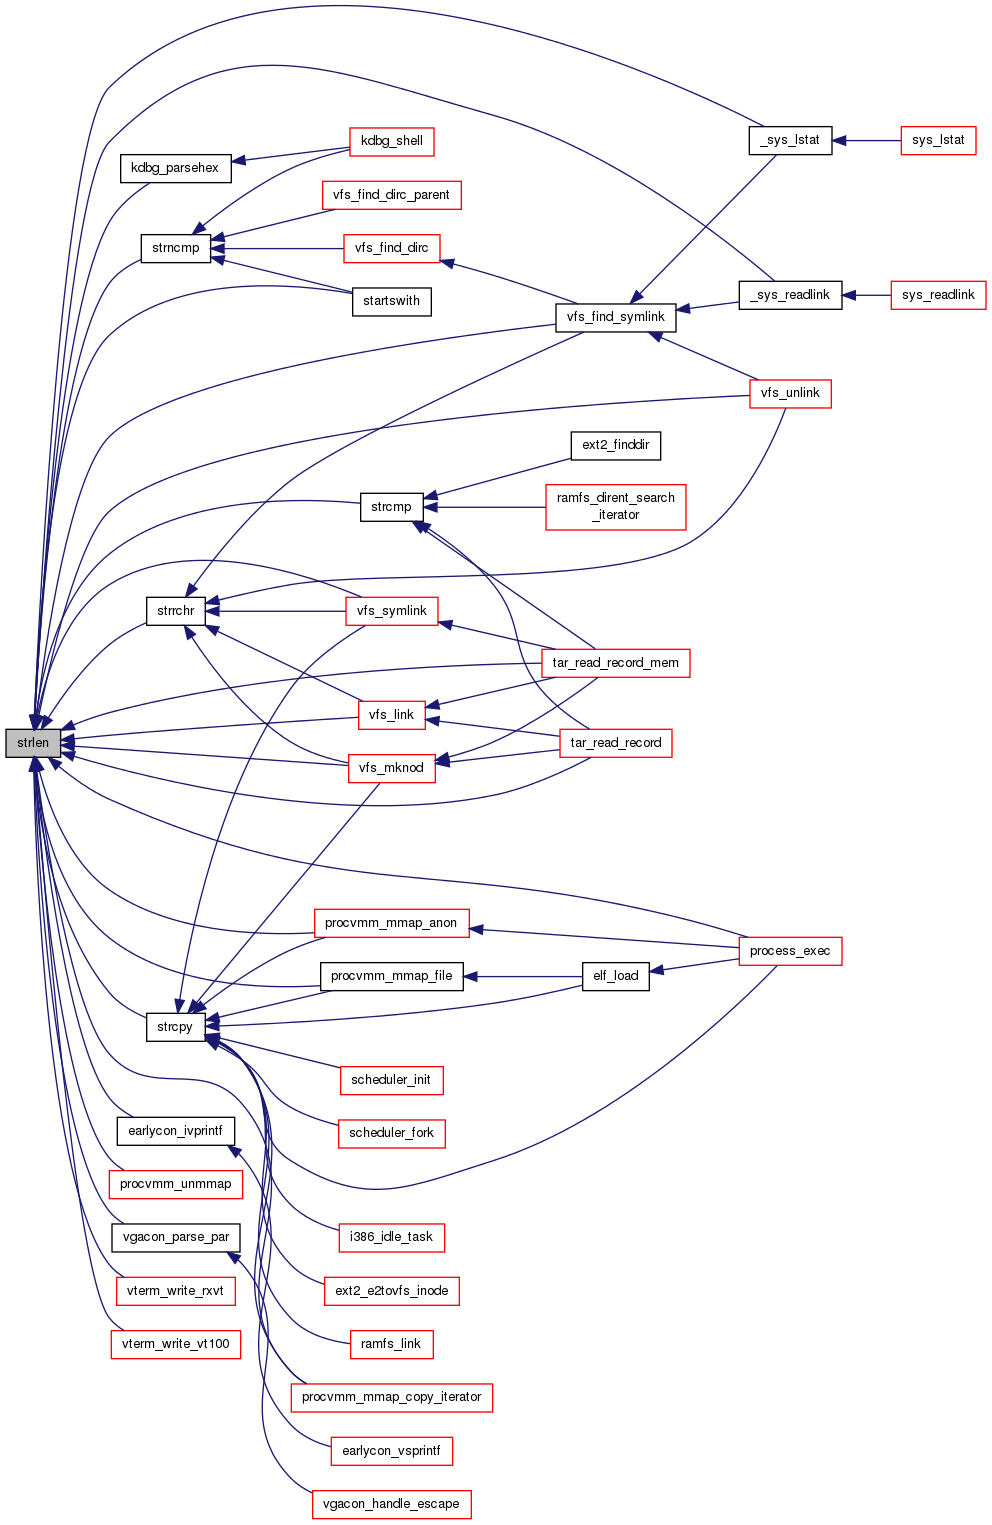 _sys_lstat
sys_lstat
kdbg_shell
kdbg_parsehex
vfs_find_dirc_parent
strncmp
vfs_find_dirc
startswith
_sys_readlink
sys_readlink
vfs_find_symlink
vfs_unlink
ext2_finddir
strcmp
ramfs_dirent_search
_iterator
strrchr
vfs_symlink
tar_read_record_mem
vfs_link
strlen
tar_read_record
vfs_mknod
procvmm_mmap_anon
process_exec
procvmm_mmap_file
elf_load
strcpy
scheduler_init
earlycon_ivprintf
scheduler_fork
procvmm_unmmap
vgacon_parse_par
i386_idle_task
vterm_write_rxvt
ext2_e2tovfs_inode
vterm_write_vt100
ramfs_link
procvmm_mmap_copy_iterator
earlycon_vsprintf
vgacon_handle_escape